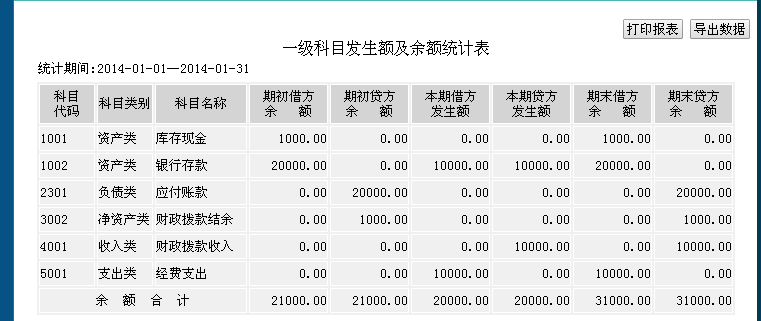 打印报表 导出数据
一级科目发生额及余额统计表
统计期间:2014-01-01—2014-01-31
科目代码 科目类别 科目名称 期初借方余 额 期初贷方余 额 本期借方发生额 本期贷方发生额 期末借方余 额 期末贷方余 额
1001 资产类 库存现金 1000.00 0.00 0.00 0.00 1000.00 0.00
1002 资产类 银行存款 20000.00 0.00 10000.00 10000.00 20000.00 0.00
2301 负债类 应付账款 0.00 20000.00 0.00 0.00 0.00 20000.00
3002 净资产类 财政拨款结余 0.00 1000.00 0.00 0.00 0.00 1000.00
4001 收入类 财政拨款收入 0.00 0.00 0.00 10000.00 0.00 10000.00
5001 支出类 经费支出 0.00 0.00 10000.00 0.00 10000.00 0.00
余 额 合 计 21000.00 21000.00 20000.00 20000.00 31000.00 31000.00